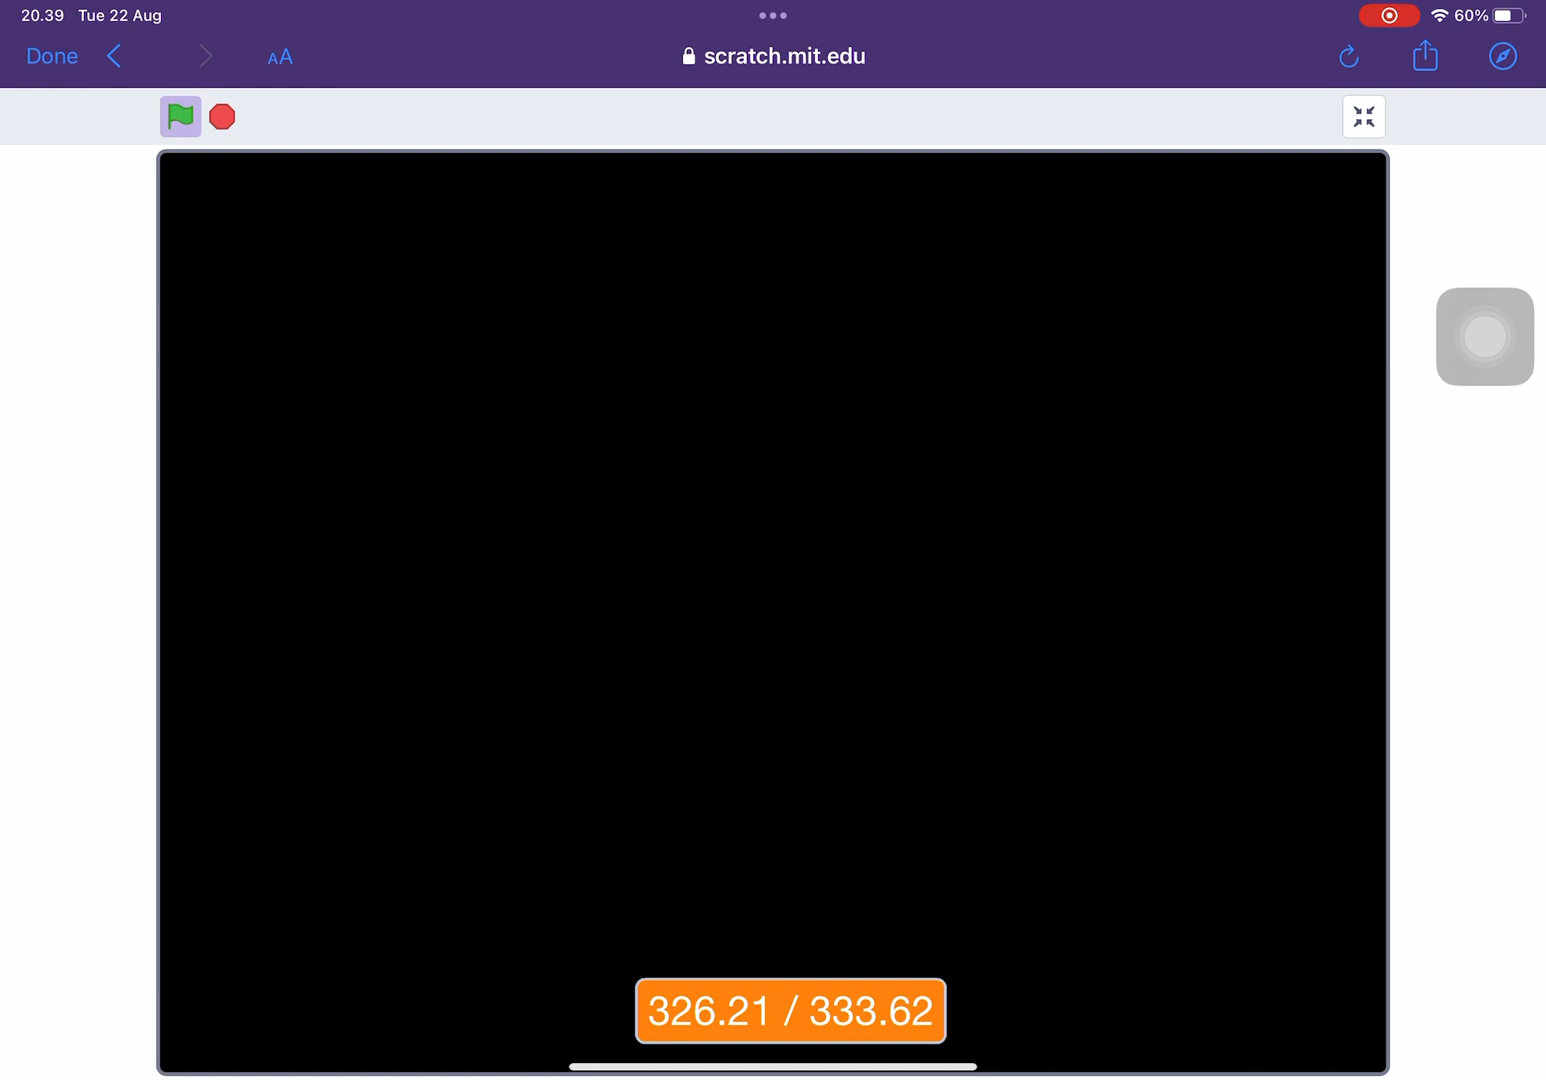 20.39 Tue 22 Aug
60%
Done
AA
scratch.mit.edu
326.21 / 333.62